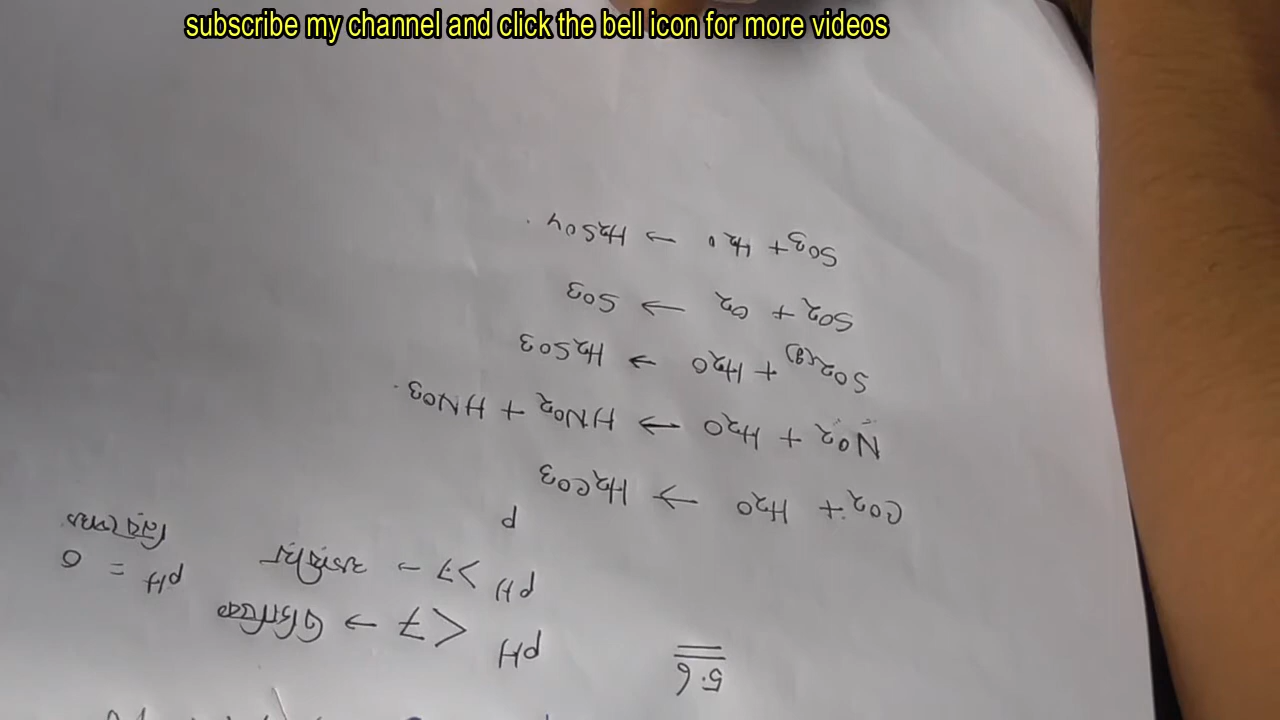 subscribe my channel and click the bell icon for more videos
5.6
pH > 7 →
pH < 7 –
pH = 0
p
CO2 + H2O → H2CO3
NO2 + H2O → HNO2 + HNO3
SO2(g) + H2O → H2SO3
SO2 + O2 → SO3
SO3 + H2O → H2SO4